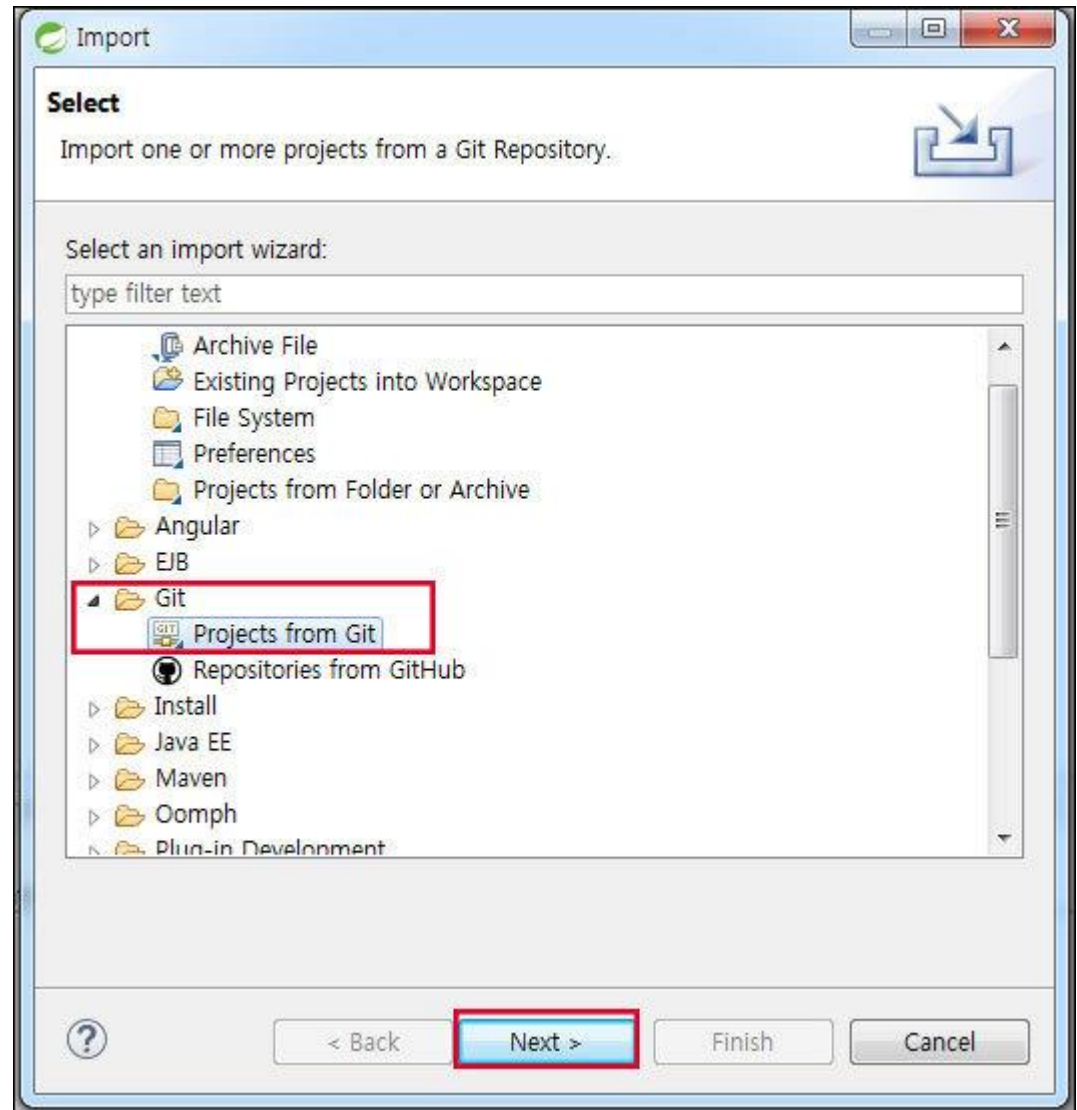 Import
Select
Import one or more projects from a Git Repository.
Select an import wizard:
type filter text
Archive File
Existing Projects into Workspace
File System
Preferences
Projects from Folder or Archive
Angular
EJB
Git
GIT
Projects from Git
Repositories from GitHub
Install
Java EE
Maven
Oomph
Plug-in Development
?
< Back
Next >
Finish
Cancel